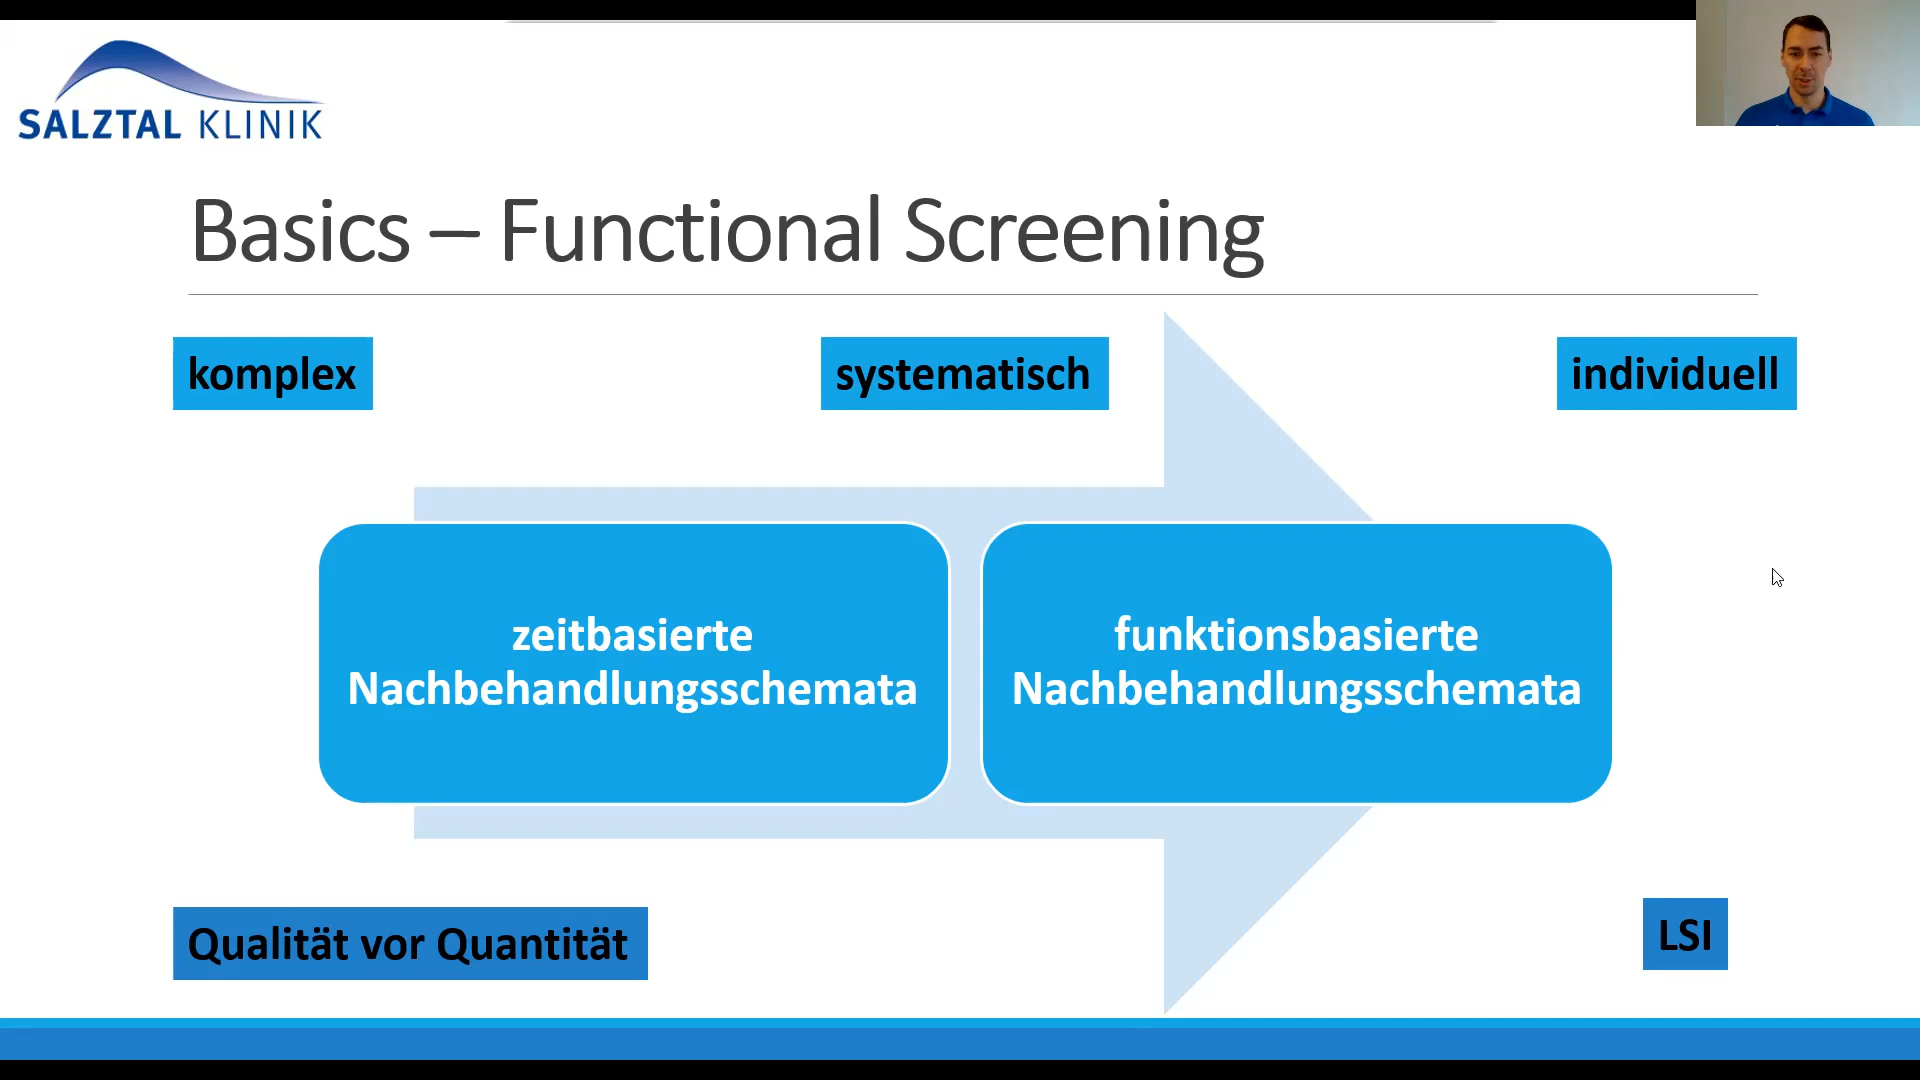 SALZTAL KLINIK
Basics – Functional Screening
komplex
systematisch
individuell
zeitbasierte
Nachbehandlungsschemata
funktionsbasierte
Nachbehandlungsschemata
Qualität vor Quantität
LSI